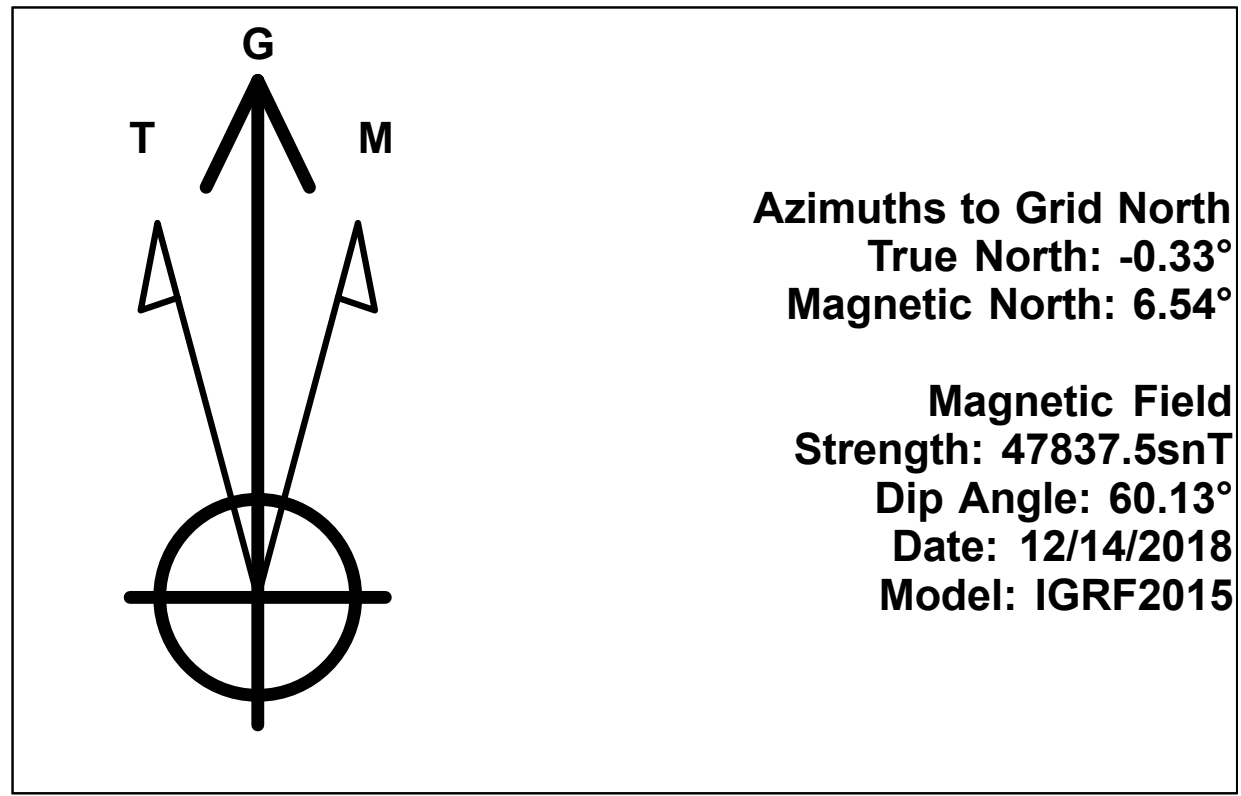 G
T
M
Azimuths to Grid North
True North: -0.33°
Magnetic North: 6.54°
Magnetic Field
Strength: 47837.5snT
Dip Angle: 60.13°
Date: 12/14/2018
Model: IGRF2015